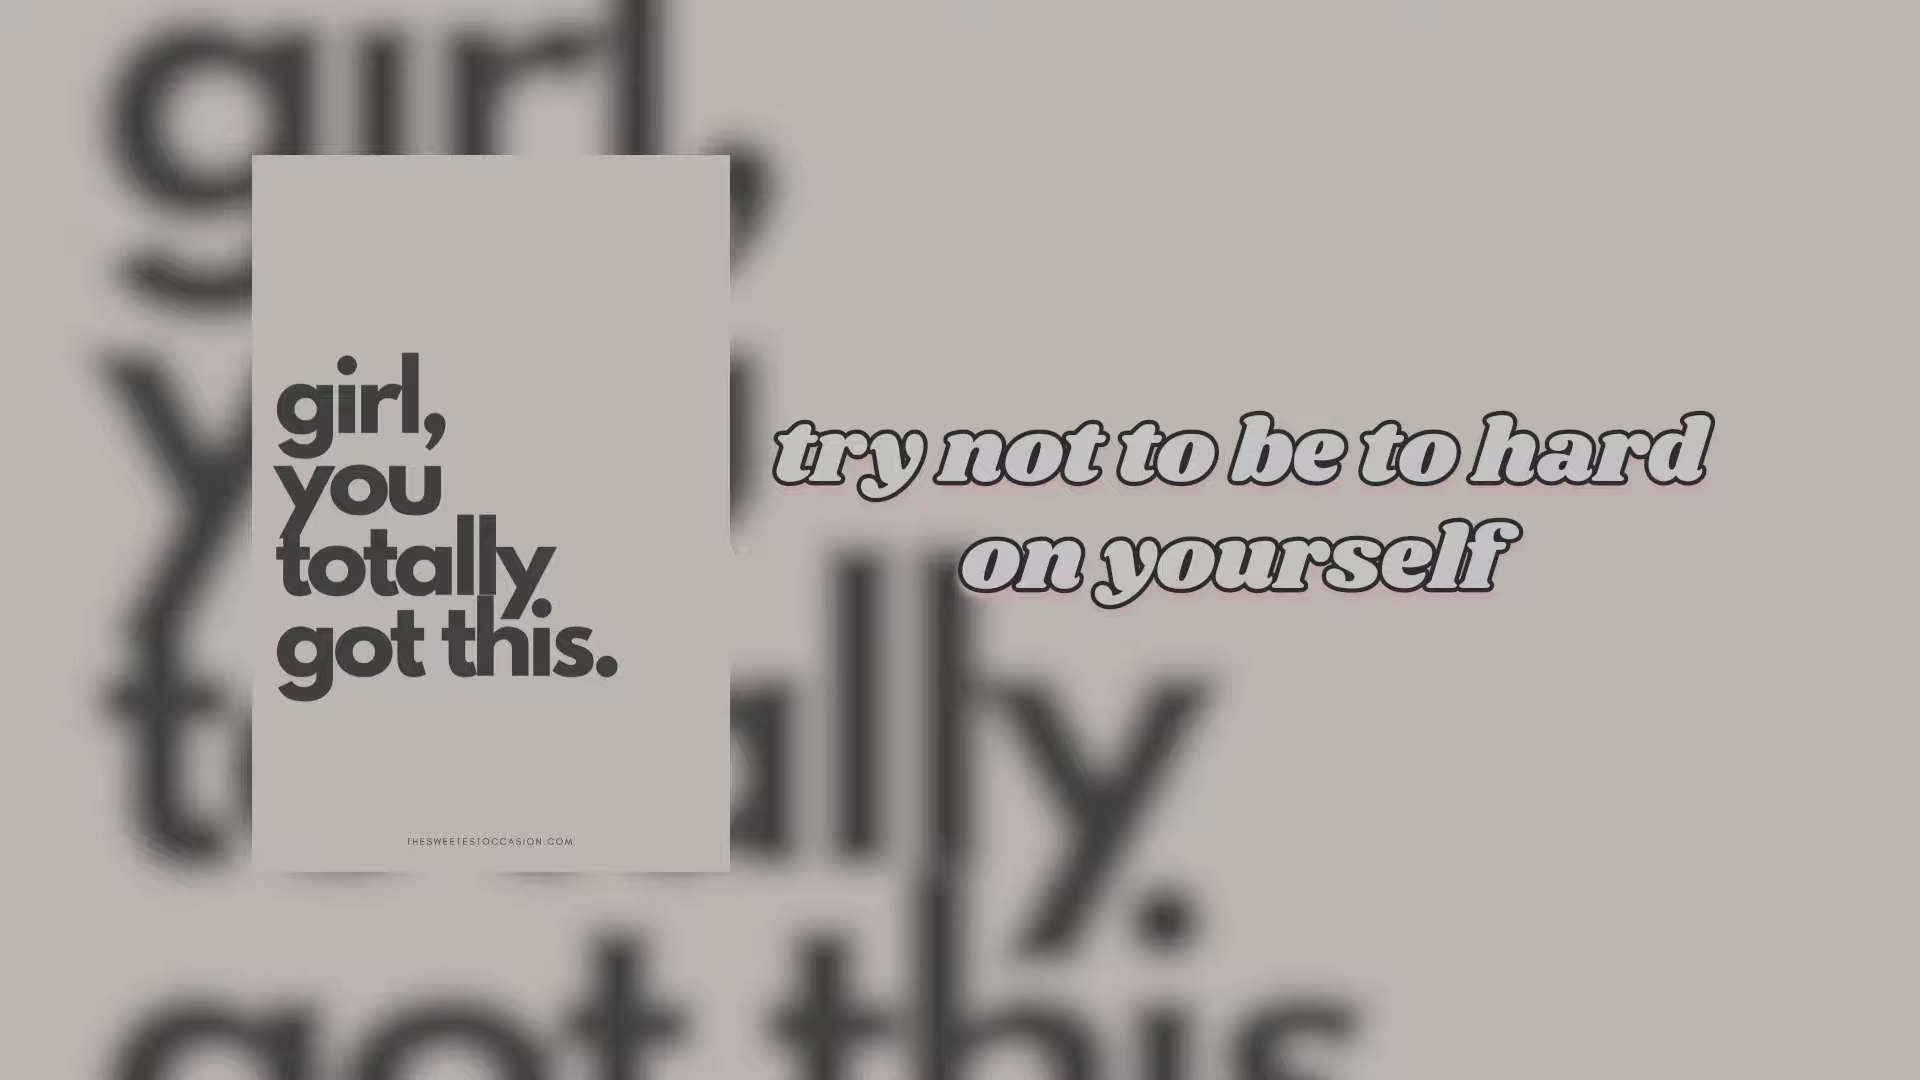 girl,
you
totally
got this.
THESWEETESTOCCASION.COM
try not to be to hard
on yourself